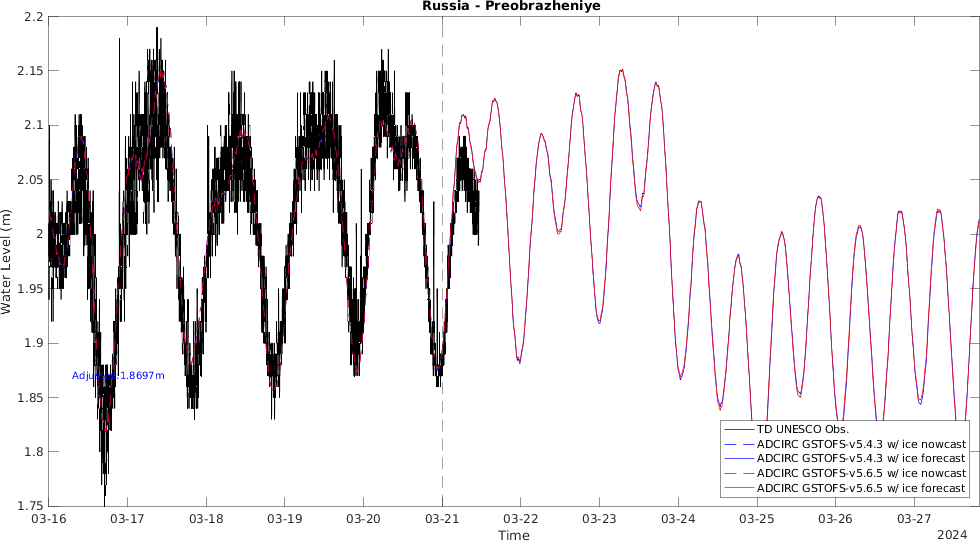 Russia - Preobrazheniye
2.2
2.15
2.1
2.05
2
1.95
1.9
1.85
1.8
1.75
Water Level (m)
1.8697m
TD UNESCO Obs.
ADCIRC GSTOFS-v5.4.3 w/ ice nowcast
ADCIRC GSTOFS-v5.4.3 w/ ice forecast
ADCIRC GSTOFS-v5.6.5 w/ ice nowcast
ADCIRC GSTOFS-v5.6.5 w/ ice forecast
03-16 03-17 03-18 03-19 03-20 03-21 03-22 03-23 03-24 03-25 03-26 03-27
Time
2024